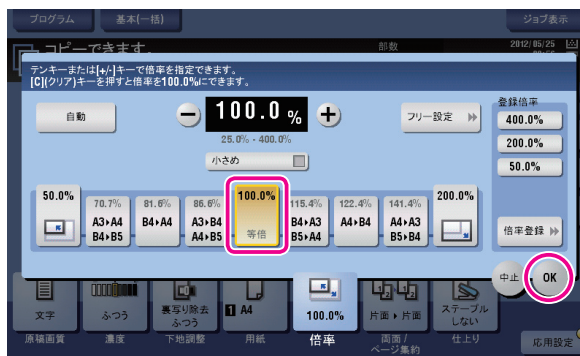 プログラム 基本(一括) ジョブ表示
コピーできます。 部数 2012/05/25
テンキーまたは[+/-]キーで倍率を指定できます。
[C](クリア)キーを押すと倍率を100.0%にできます。
自動 − 100.0 % + フリー設定
25.0% - 400.0%
小さめ
登録倍率
400.0%
200.0%
50.0%
倍率登録
50.0% 70.7% 81.6% 86.6% 100.0% 115.4% 122.4% 141.4% 200.0%
A3▸A4 B4▸A4 A3▸B4 B4▸A3 A4▸B4 A4▸A3
B4▸B5 A4▸B5 等倍 B5▸A4 B5▸B4
中止 OK
文字 ふつう 裏写り除去 1 A4 100.0% 片面▸片面 ステープル
ふつう しない
原稿画質 濃度 下地調整 用紙 倍率 両面/ 仕上り 応用設定
ページ集約